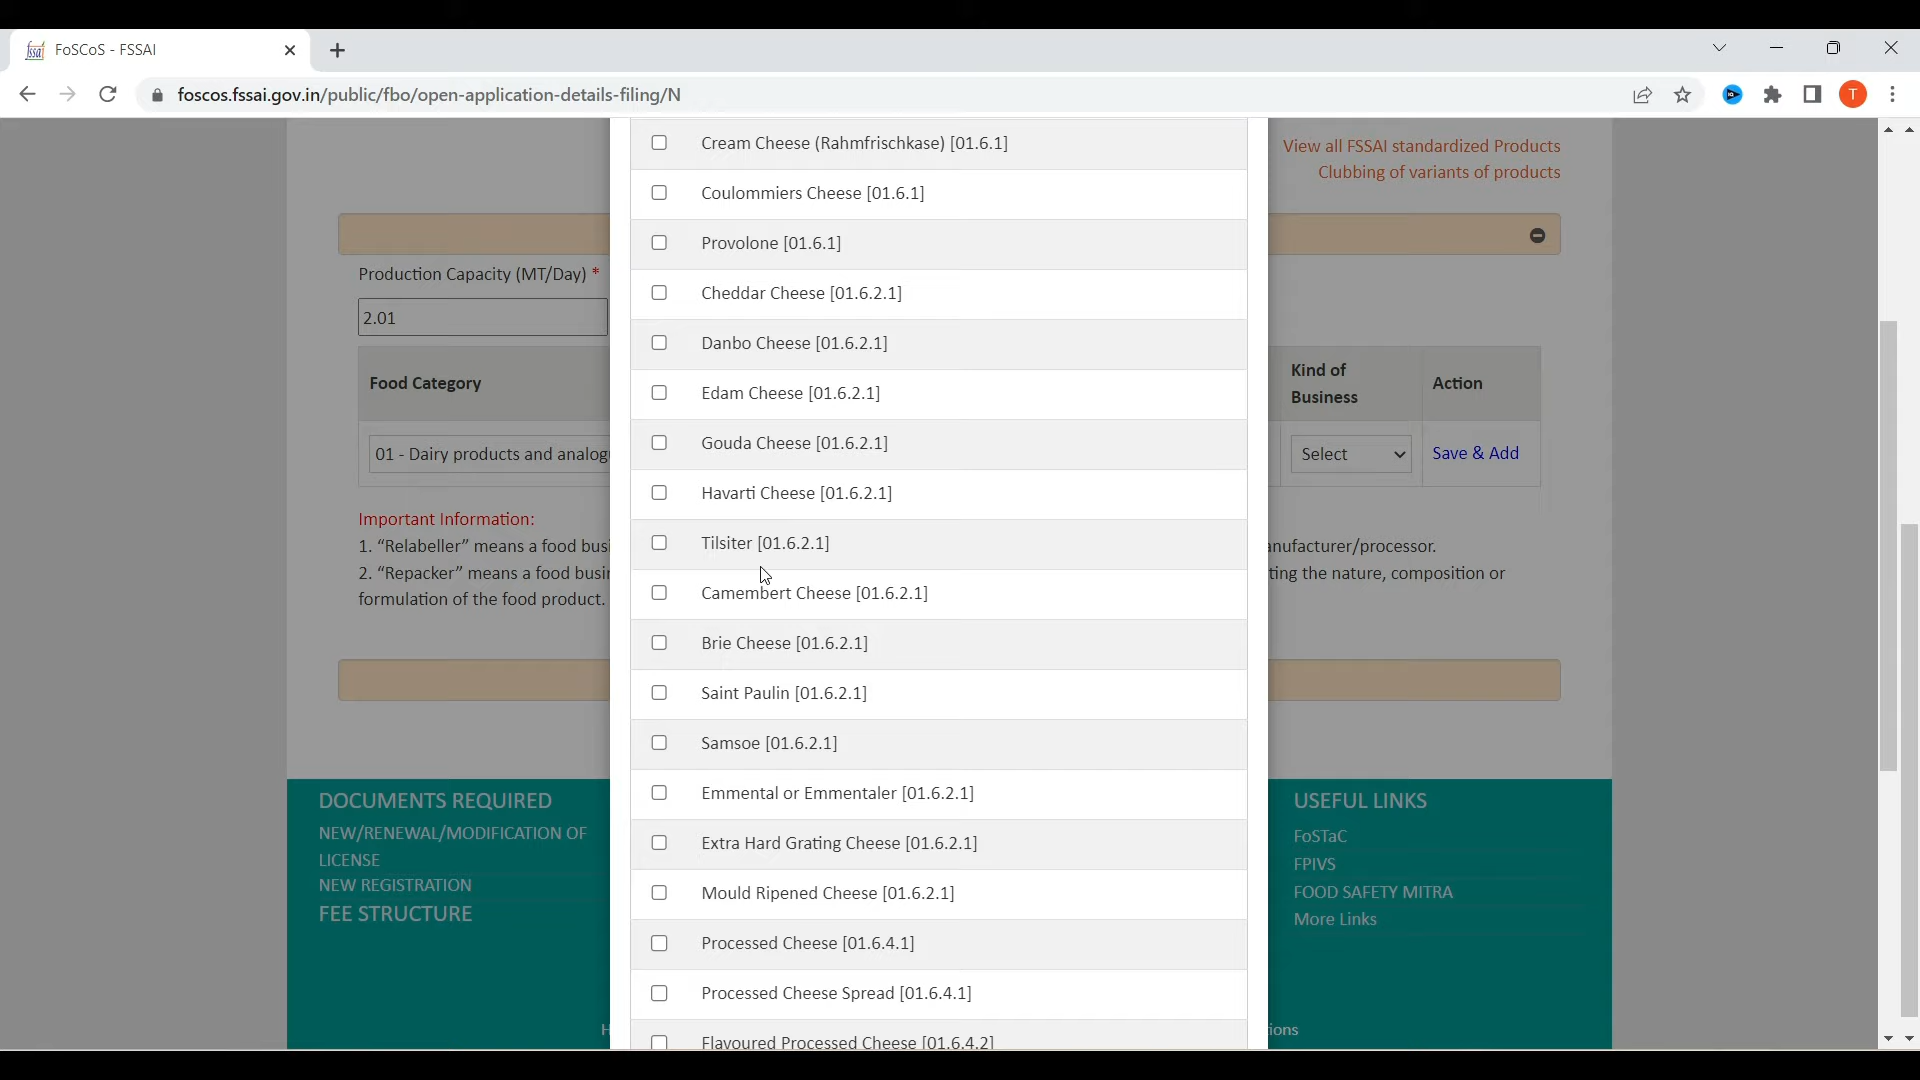 fssai FoSCoS - FSSAI
foscos.fssai.gov.in/public/fbo/open-application-details-filing/N
T
View all FSSAI standardized Products
Clubbing of variants of products
Production Capacity (MT/Day) *
2.01
Food Category
Kind of
Business
Action
01 - Dairy products and analog
Select
Save & Add
Important Information:
1. “Relabeller” means a food busi
anufacturer/processor.
2. “Repacker” means a food busi
ting the nature, composition or
formulation of the food product.
Cream Cheese (Rahmfrischkase) [01.6.1]
Coulommiers Cheese [01.6.1]
Provolone [01.6.1]
Cheddar Cheese [01.6.2.1]
Danbo Cheese [01.6.2.1]
Edam Cheese [01.6.2.1]
Gouda Cheese [01.6.2.1]
Havarti Cheese [01.6.2.1]
Tilsiter [01.6.2.1]
Camembert Cheese [01.6.2.1]
Brie Cheese [01.6.2.1]
Saint Paulin [01.6.2.1]
Samsoe [01.6.2.1]
Emmental or Emmentaler [01.6.2.1]
Extra Hard Grating Cheese [01.6.2.1]
Mould Ripened Cheese [01.6.2.1]
Processed Cheese [01.6.4.1]
Processed Cheese Spread [01.6.4.1]
Flavoured Processed Cheese [01.6.4.2]
DOCUMENTS REQUIRED
NEW/RENEWAL/MODIFICATION OF
LICENSE
NEW REGISTRATION
FEE STRUCTURE
USEFUL LINKS
FoSTaC
FPIVS
FOOD SAFETY MITRA
More Links
H
ions